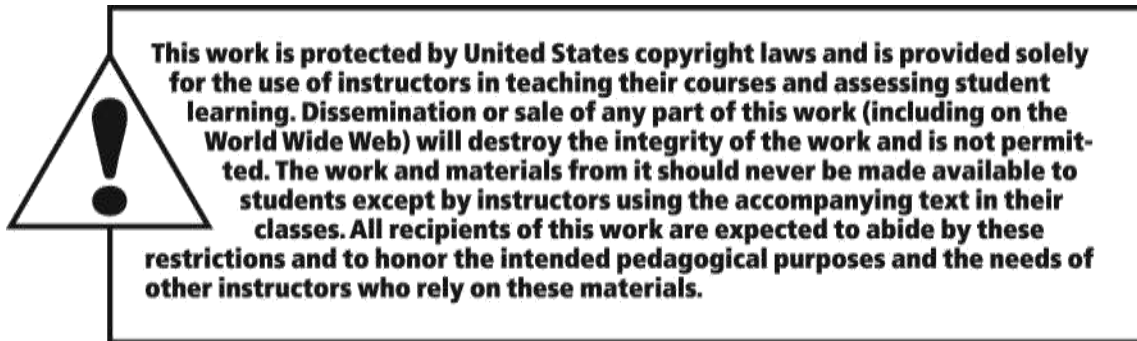 This work is protected by United States copyright laws and is provided solely
for the use of instructors in teaching their courses and assessing student
learning. Dissemination or sale of any part of this work (including on the
World Wide Web) will destroy the integrity of the work and is not permit-
ted. The work and materials from it should never be made available to
students except by instructors using the accompanying text in their
classes. All recipients of this work are expected to abide by these
restrictions and to honor the intended pedagogical purposes and the needs of
other instructors who rely on these materials.